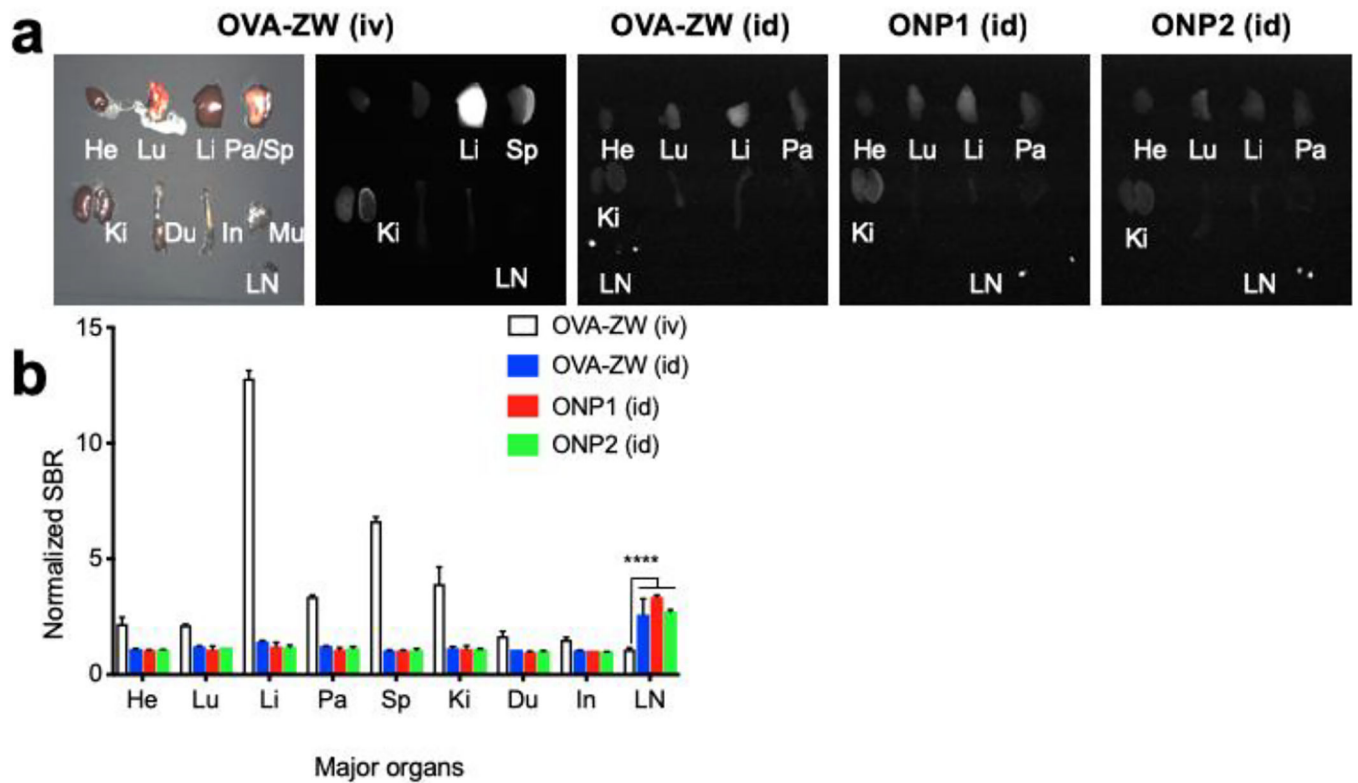 a
OVA-ZW (iv) OVA-ZW (id) ONP1 (id) ONP2 (id)
He Lu Li Pa/Sp Li Sp He Lu Li Pa He Lu Li Pa He Lu Li Pa
Ki Du In Mu Ki Ki Ki Ki
LN LN LN LN LN
b
15
10
5
0
Normalized SBR
OVA-ZW (iv)
OVA-ZW (id)
ONP1 (id)
ONP2 (id)
****
He Lu Li Pa Sp Ki Du In LN
Major organs